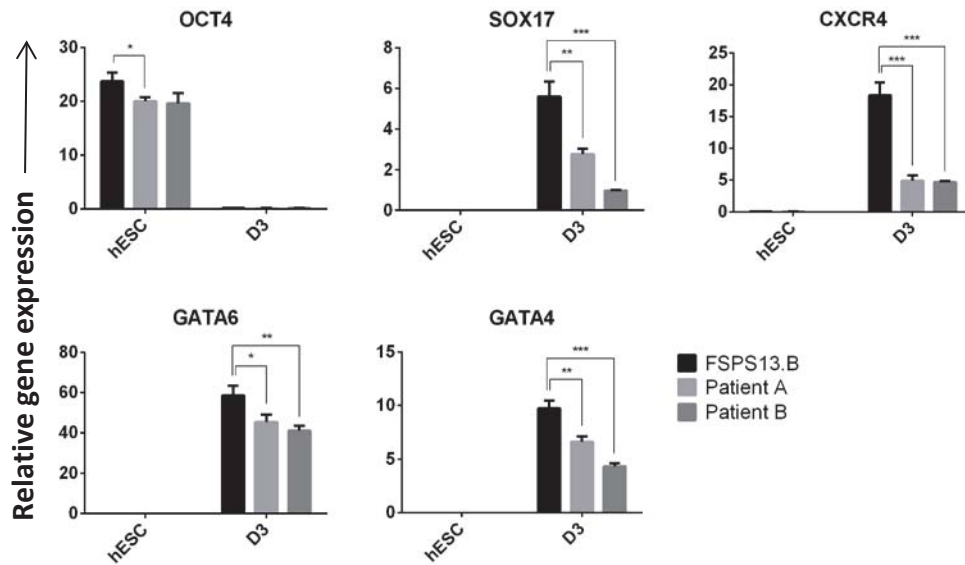 Relative gene expression
OCT4
*
30
20
10
0
hESC
D3
SOX17
***
**
8
6
4
2
0
hESC
D3
CXCR4
***
***
25
20
15
10
5
0
hESC
D3
GATA6
**
*
80
60
40
20
0
hESC
D3
GATA4
***
**
15
10
5
0
hESC
D3
FSPS13.B
Patient A
Patient B